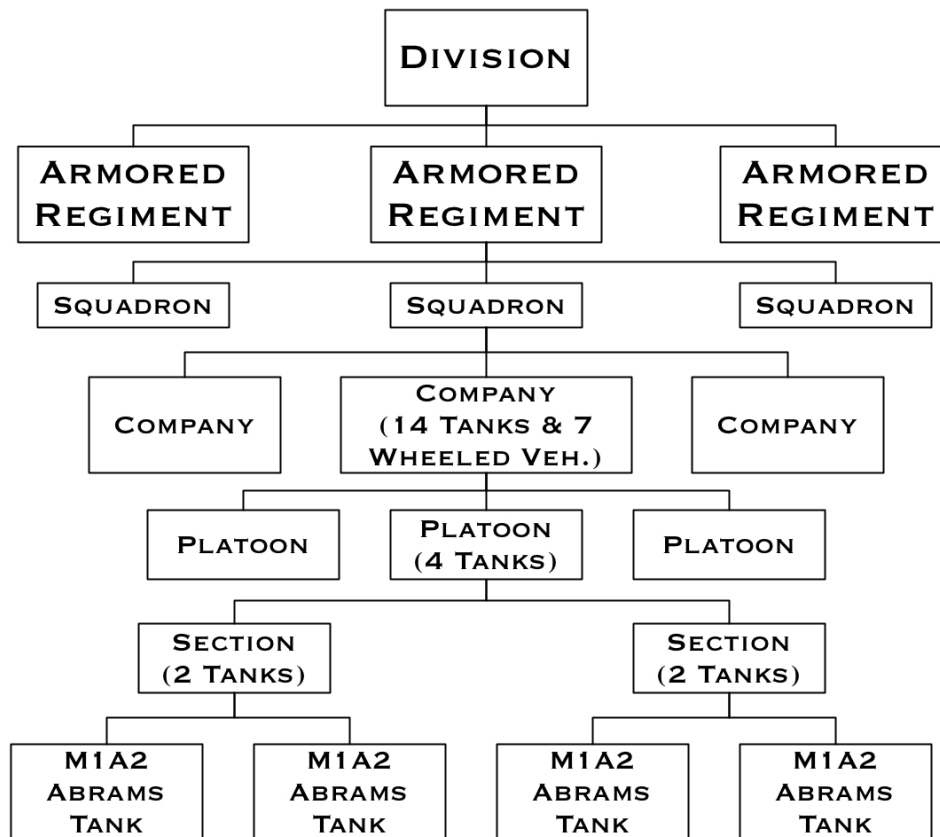 DIVISION
ARMORED
REGIMENT
ARMORED
REGIMENT
ARMORED
REGIMENT
SQUADRON
SQUADRON
SQUADRON
COMPANY
COMPANY
(14 TANKS & 7
WHEELED VEH.)
COMPANY
PLATOON
PLATOON
(4 TANKS)
PLATOON
SECTION
(2 TANKS)
SECTION
(2 TANKS)
M1A2
ABRAMS
TANK
M1A2
ABRAMS
TANK
M1A2
ABRAMS
TANK
M1A2
ABRAMS
TANK